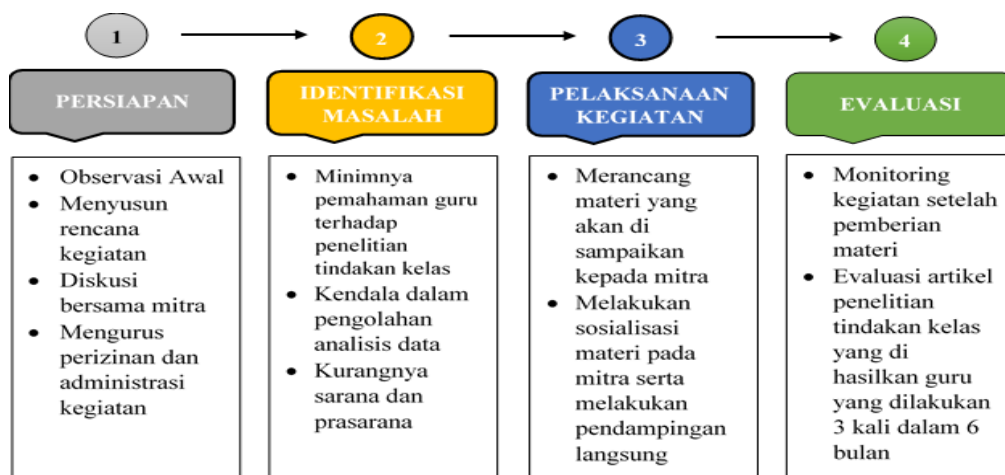 1
2
3
4
PERSIAPAN
IDENTIFIKASI
MASALAH
PELAKSANAAN
KEGIATAN
EVALUASI
• Observasi Awal
• Menyusun
rencana
kegiatan
• Diskusi
bersama mitra
• Mengurus
perizinan dan
administrasi
kegiatan
• Minimnya
pemahaman guru
terhadap
penelitian
tindakan kelas
• Kendala dalam
pengolahan
analisis data
• Kurangnya
sarana dan
prasarana
• Merancang
materi yang
akan di
sampaikan
kepada mitra
• Melakukan
sosialisasi
materi pada
mitra serta
melakukan
pendampingan
langsung
• Monitoring
kegiatan setelah
pemberian
materi
• Evaluasi artikel
penelitian
tindakan kelas
yang di
hasilkan guru
yang dilakukan
3 kali dalam 6
bulan